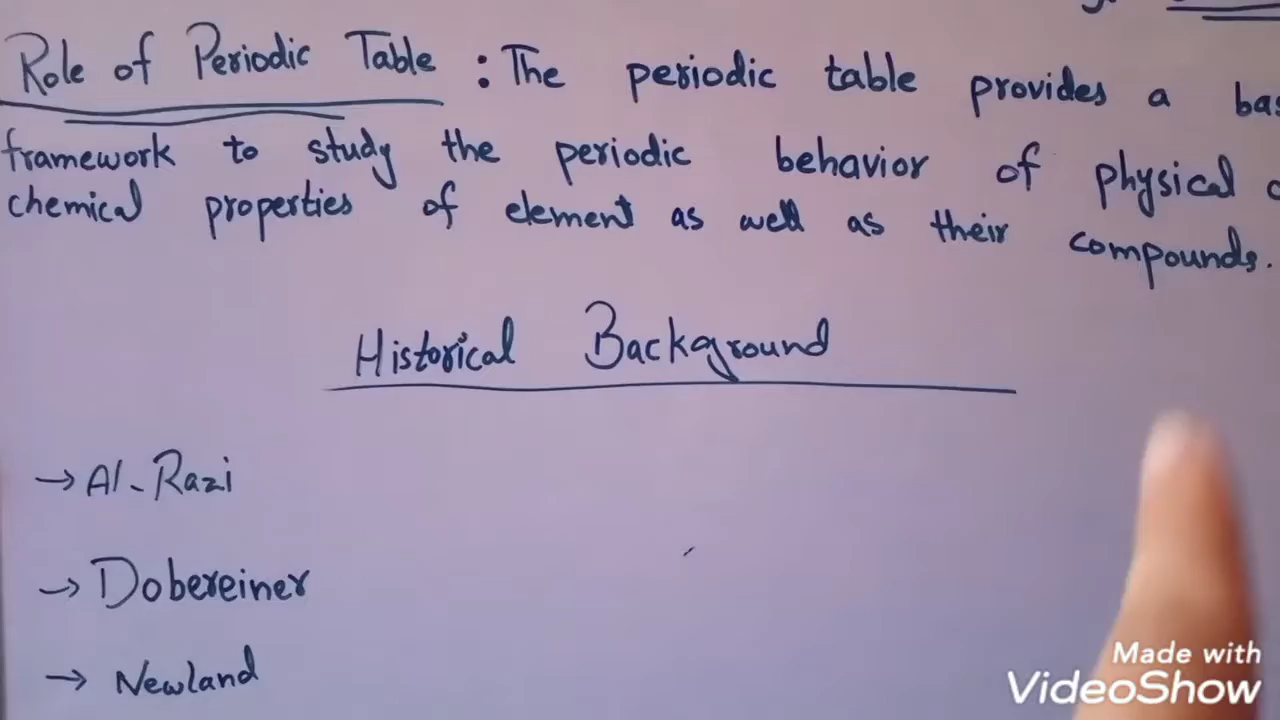 Role of Periodic Table : The periodic table provides a
framework to study the periodic behavior of physical
chemical properties of element as well as their compounds.
Historical Background
→ Al-Razi
→ Dobereiner
→ Newland
Made with
VideoShow